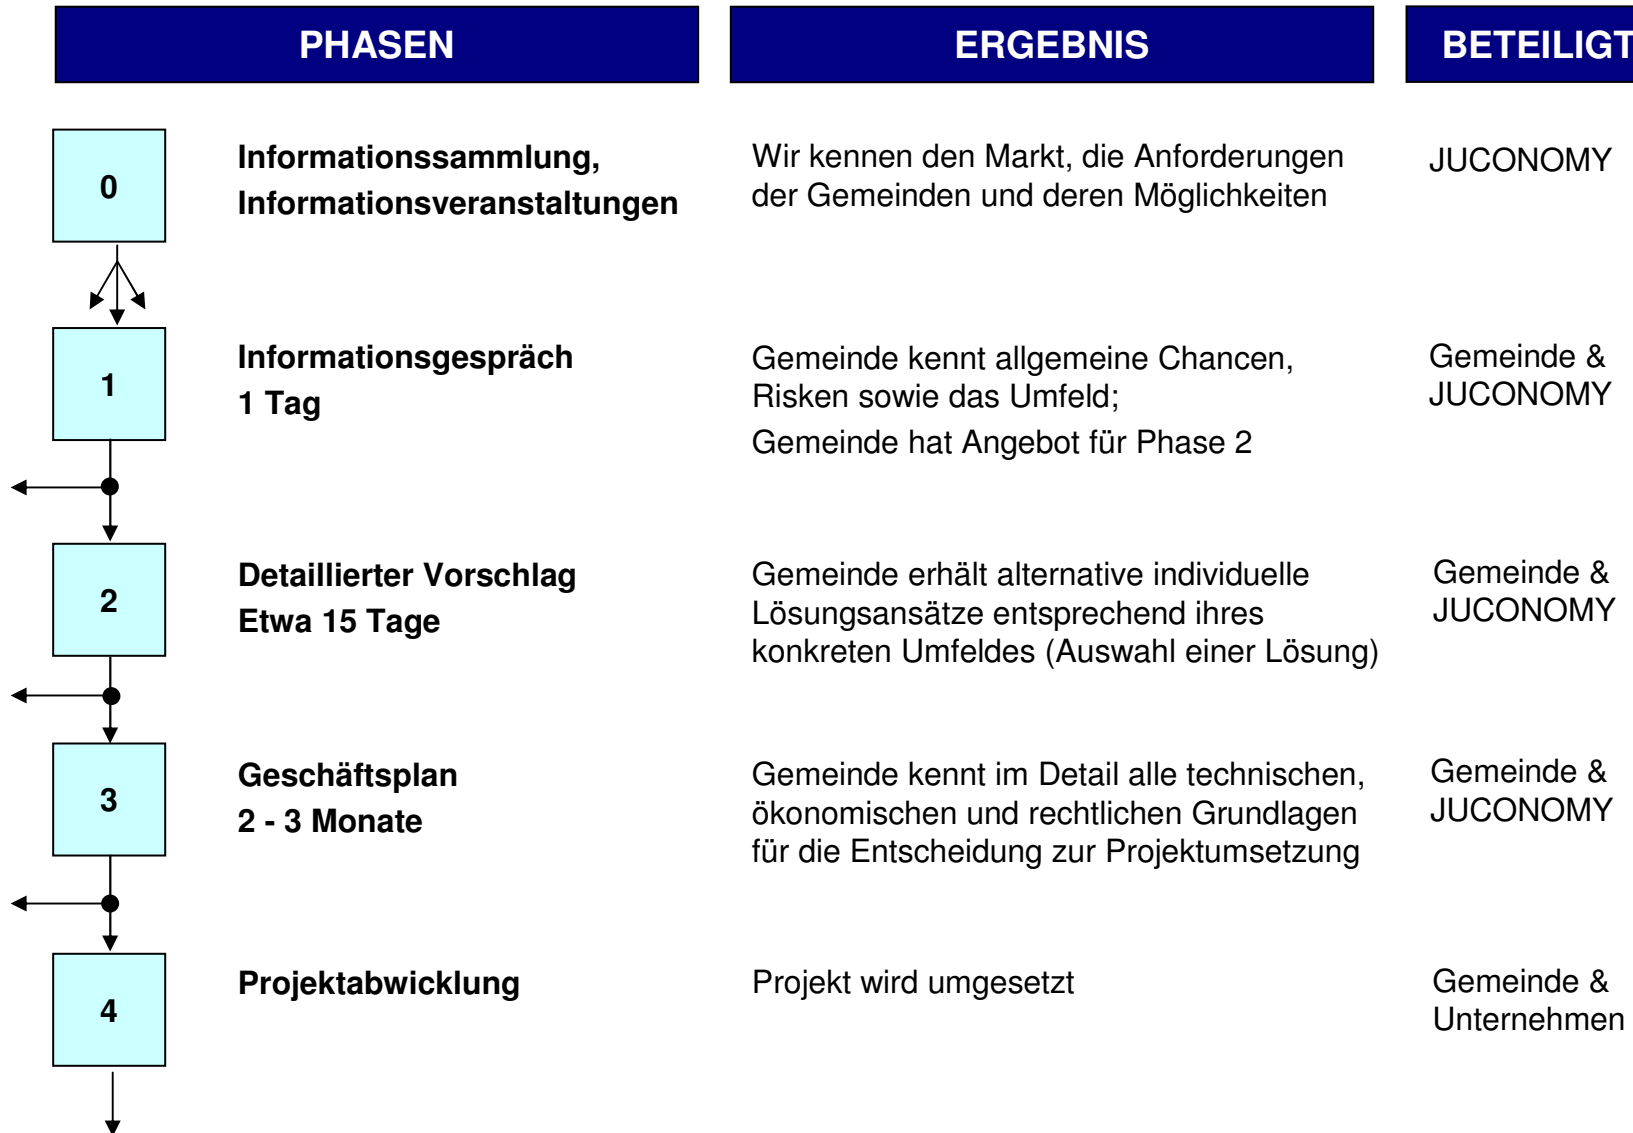 PHASEN
ERGEBNIS
BETEILIGT
0
Informationssammlung,
Informationsveranstaltungen
Wir kennen den Markt, die Anforderungen
der Gemeinden und deren Möglichkeiten
JUCONOMY
1
Informationsgespräch
1 Tag
Gemeinde kennt allgemeine Chancen,
Risken sowie das Umfeld;
Gemeinde hat Angebot für Phase 2
Gemeinde &
JUCONOMY
2
Detaillierter Vorschlag
Etwa 15 Tage
Gemeinde erhält alternative individuelle
Lösungsansätze entsprechend ihres
konkreten Umfeldes (Auswahl einer Lösung)
Gemeinde &
JUCONOMY
3
Geschäftsplan
2 - 3 Monate
Gemeinde kennt im Detail alle technischen,
ökonomischen und rechtlichen Grundlagen
für die Entscheidung zur Projektumsetzung
Gemeinde &
JUCONOMY
4
Projektabwicklung
Projekt wird umgesetzt
Gemeinde &
Unternehmen